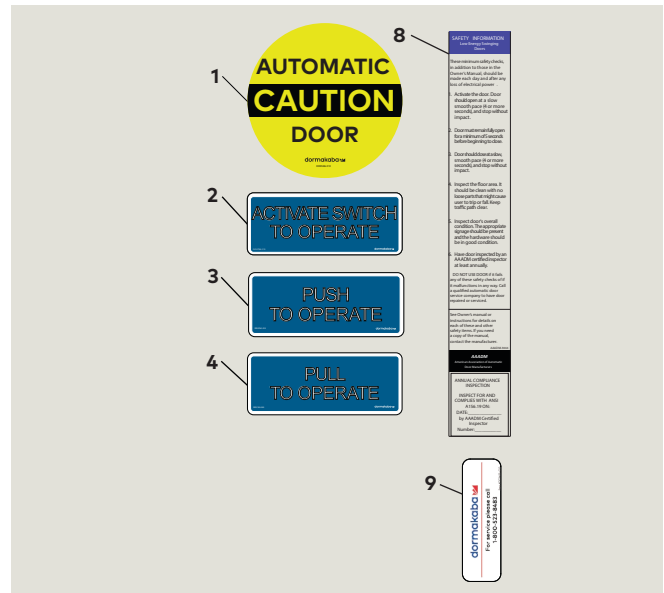 1
AUTOMATIC
CAUTION
DOOR
dormakaba
2
ACTIVATE SWITCH
TO OPERATE
dormakaba
3
PUSH
TO OPERATE
dormakaba
4
PULL
TO OPERATE
dormakaba
8
SAFETY INFORMATION
Low Energy Swinging
Doors
These minimum safety checks,
in addition to those in the
Owner's Manual, should be
made each day and after any
loss of electrical power .
1. Activate the door. Door
should open at a slow
smooth pace (4 or more
seconds), and stop without
impact.
2. Door must remain fully open
for a minimum of 5 seconds
before beginning to close.
3. Door should close slowly,
smooth pace (4 or more
seconds), and stop without
impact.
4. Inspect the floor area. It
should be clean with no
loose parts that might cause
user to trip or fall. Keep
traffic path clear.
5. Inspect door's overall
condition. The appropriate
signage should be present
and the hardware should
be in good condition.
6. Have door inspected by an
AAADM certified inspector
at least annually.
DO NOT USE DOOR if it fails
any of these safety checks or if
it malfunctions in any way. Call
a qualified automatic door
service company to have door
repaired or serviced.
See Owner's manual or
instructions for details on
each of these and other
safety items. If you need
a copy of the manual,
contact the manufacturer.
AAADM
American Association of Automatic
Door Manufacturers
ANNUAL COMPLIANCE
INSPECTION
INSPECT FOR AND
COMPLIES WITH ANSI
A156.19 ON:
DATE:
by AAADM Certified
Inspector
Number:
9
dormakaba
For service please call
1-800-523-8483